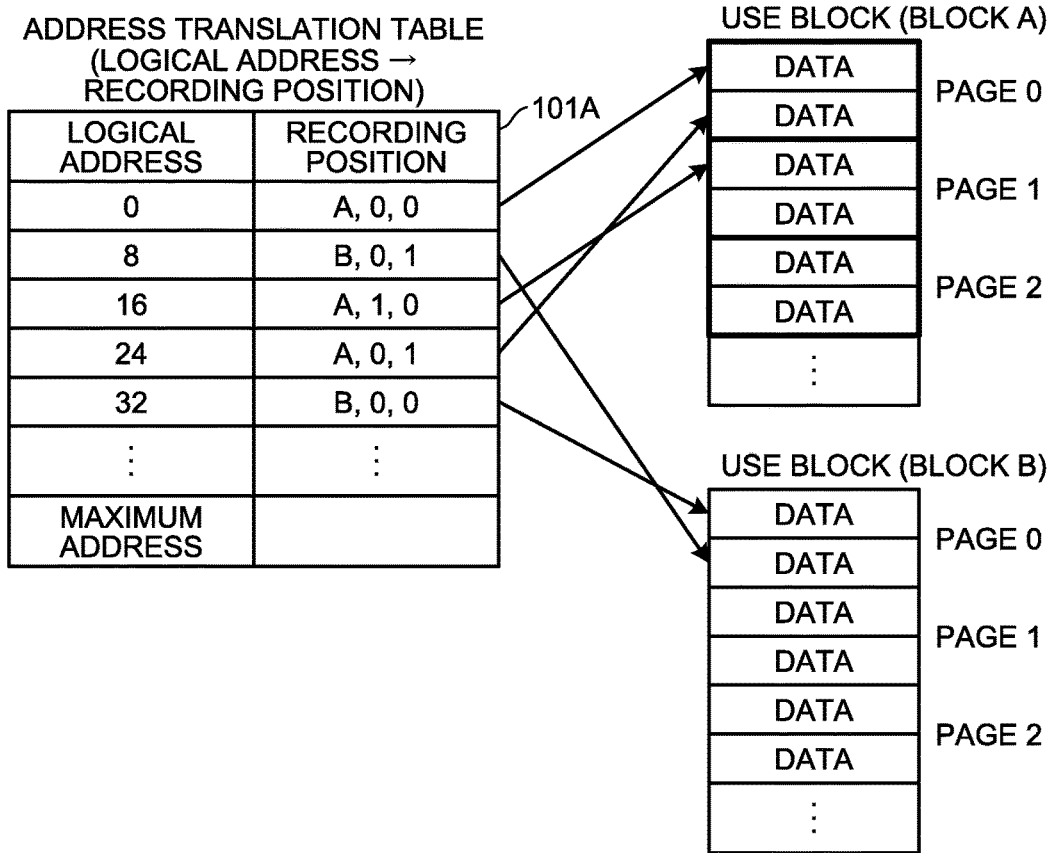 ADDRESS TRANSLATION TABLE
(LOGICAL ADDRESS →
RECORDING POSITION)
101A
LOGICAL
ADDRESS
RECORDING
POSITION
0
A, 0, 0
8
B, 0, 1
16
A, 1, 0
24
A, 0, 1
32
B, 0, 0
⋮
⋮
MAXIMUM
ADDRESS
USE BLOCK (BLOCK A)
DATA
PAGE 0
DATA
DATA
PAGE 1
DATA
DATA
PAGE 2
DATA
⋮
USE BLOCK (BLOCK B)
DATA
PAGE 0
DATA
DATA
PAGE 1
DATA
DATA
PAGE 2
DATA
⋮